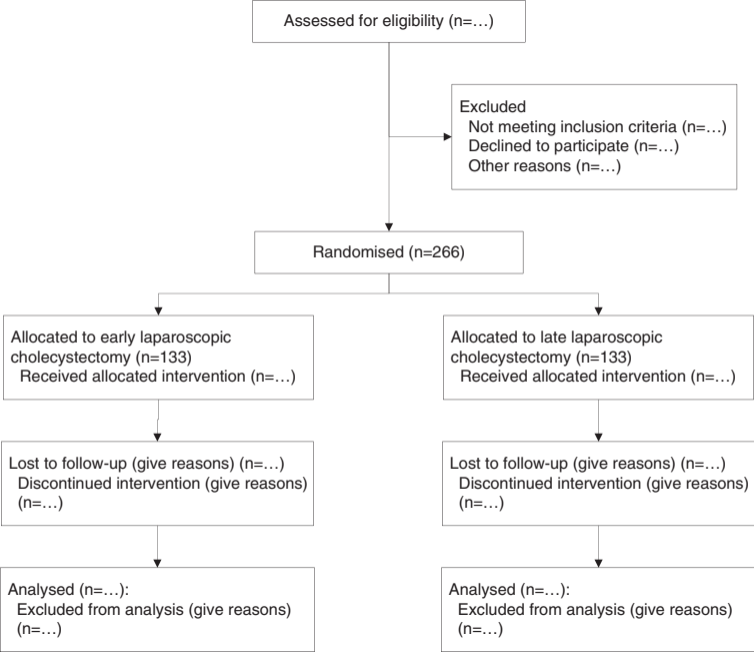 Assessed for eligibility (n=…)
Excluded
Not meeting inclusion criteria (n=…)
Declined to participate (n=…)
Other reasons (n=…)
Randomised (n=266)
Allocated to early laparoscopic
cholecystectomy (n=133)
Received allocated intervention (n=…)
Allocated to late laparoscopic
cholecystectomy (n=133)
Received allocated intervention (n=…)
Lost to follow-up (give reasons) (n=…)
Discontinued intervention (give reasons)
(n=…)
Lost to follow-up (give reasons) (n=…)
Discontinued intervention (give reasons)
(n=…)
Analysed (n=…):
Excluded from analysis (give reasons)
(n=…)
Analysed (n=…):
Excluded from analysis (give reasons)
(n=…)